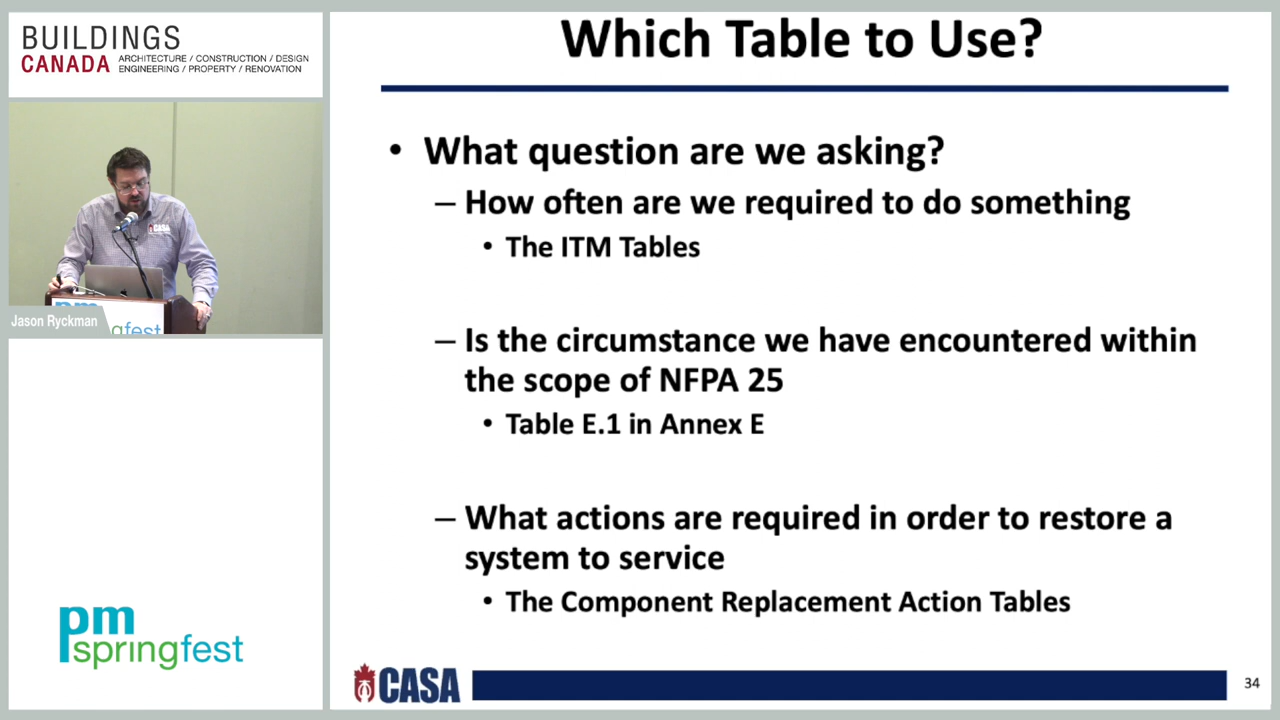 BUILDINGS
CANADA
ARCHITECTURE / CONSTRUCTION / DESIGN
ENGINEERING / PROPERTY / RENOVATION
CASA
pm
gfest
Jason Ryckman
pm
springfest
Which Table to Use?
• What question are we asking?
– How often are we required to do something
• The ITM Tables
– Is the circumstance we have encountered within
the scope of NFPA 25
• Table E.1 in Annex E
– What actions are required in order to restore a
system to service
• The Component Replacement Action Tables
CASA
34